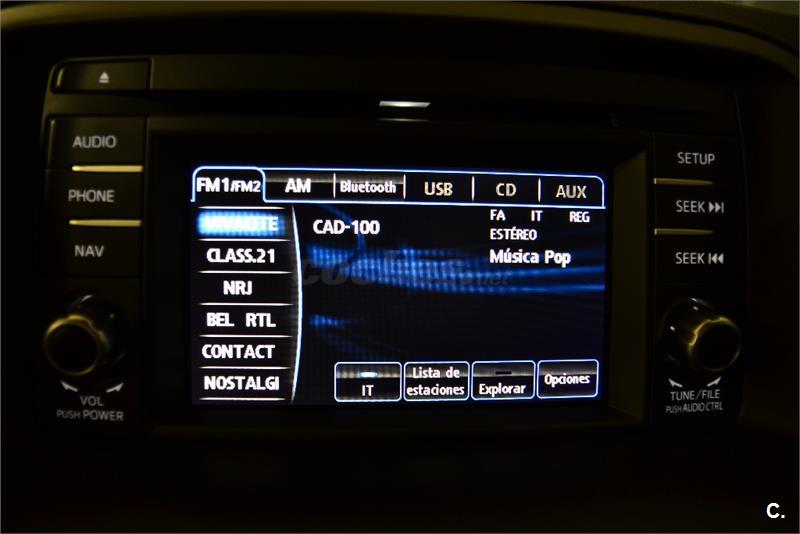 AUDIO
PHONE
NAV
VOL
PUSH POWER
FM1/FM2 AM Bluetooth USB CD AUX
VIVACITE
CLASS.21
NRJ
BEL RTL
CONTACT
NOSTALGI
CAD-100
FA IT REG
ESTÉREO
Música Pop
IT
Lista de
estaciones
Explorar
Opciones
SETUP
SEEK
SEEK
TUNE/FILE
PUSH AUDIO CTRL
C.